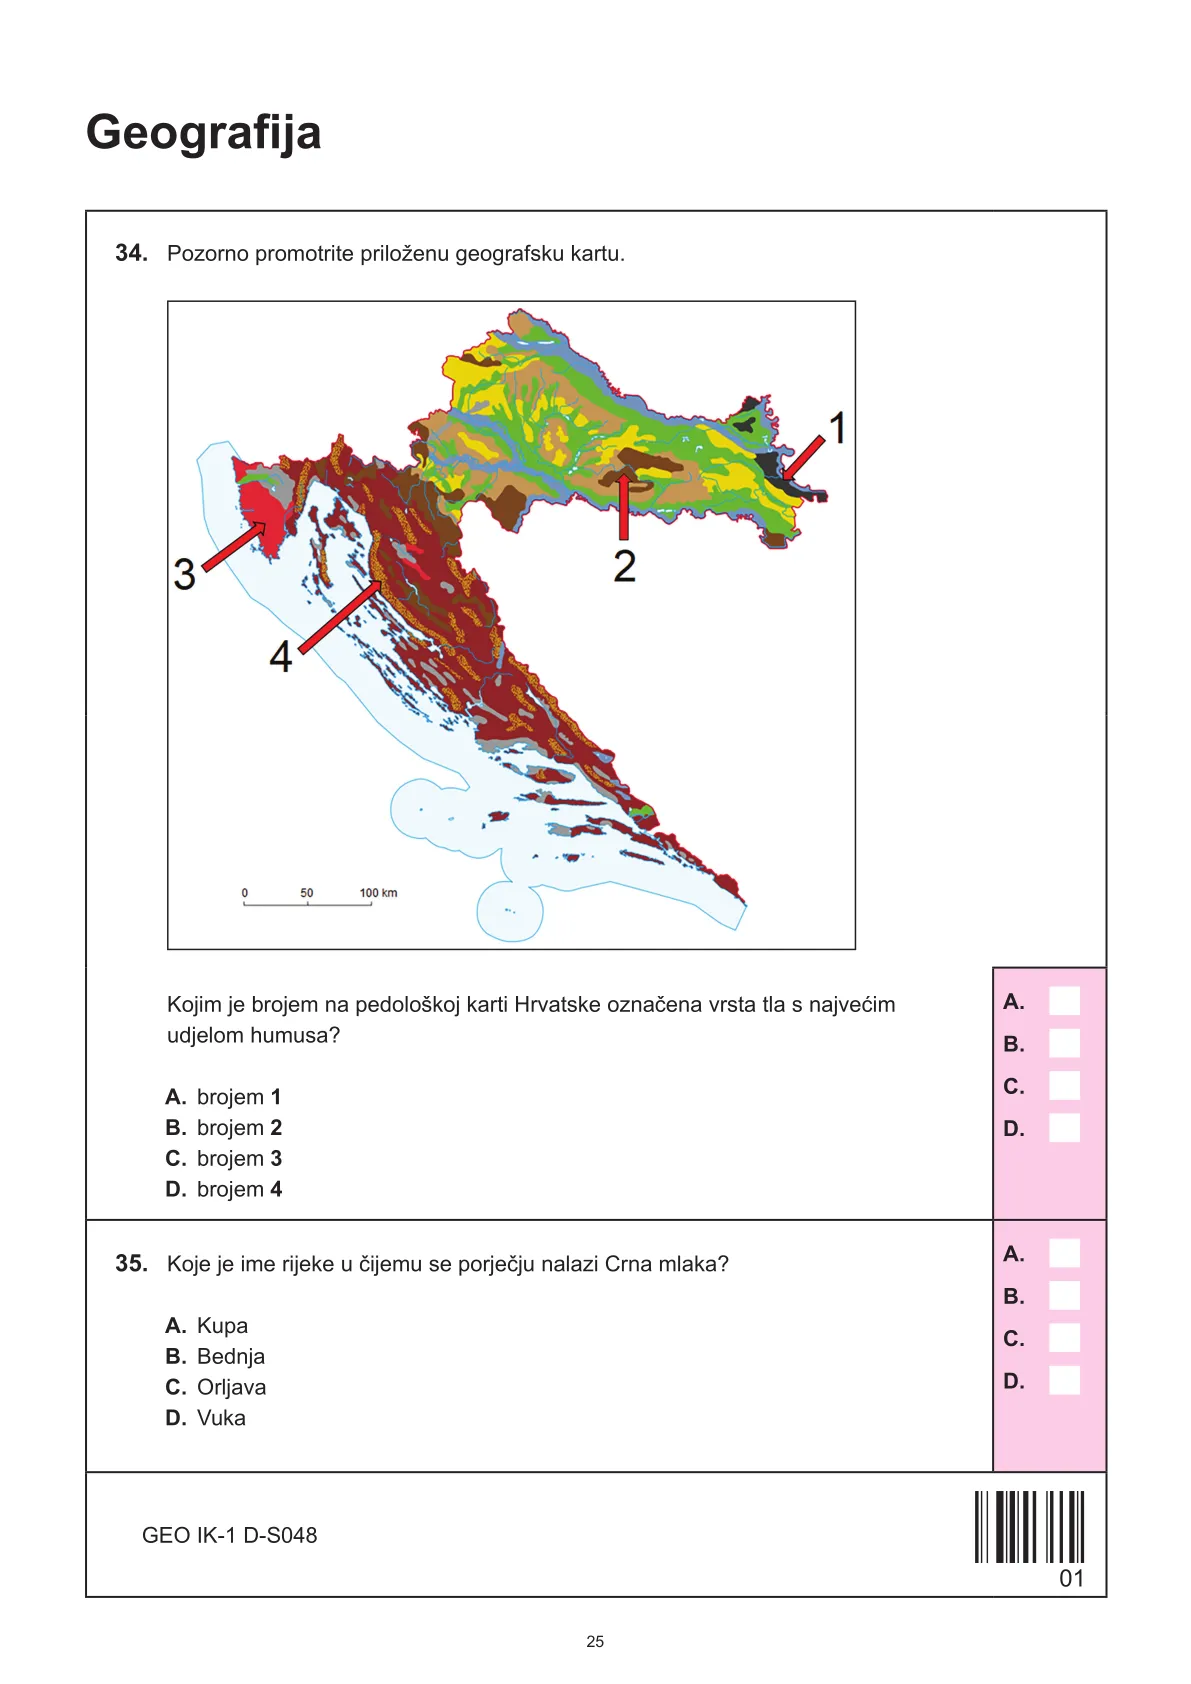 Geografija
34. Pozorno promotrite priloženu geografsku kartu.
1
2
3
4
0 50 100 km
Kojim je brojem na pedološkoj karti Hrvatske označena vrsta tla s najvećim
udjelom humusa?
A. brojem 1
B. brojem 2
C. brojem 3
D. brojem 4
A.
B.
C.
D.
35. Koje je ime rijeke u čijemu se porječju nalazi Crna mlaka?
A. Kupa
B. Bednja
C. Orljava
D. Vuka
A.
B.
C.
D.
GEO IK-1 D-S048
01
25